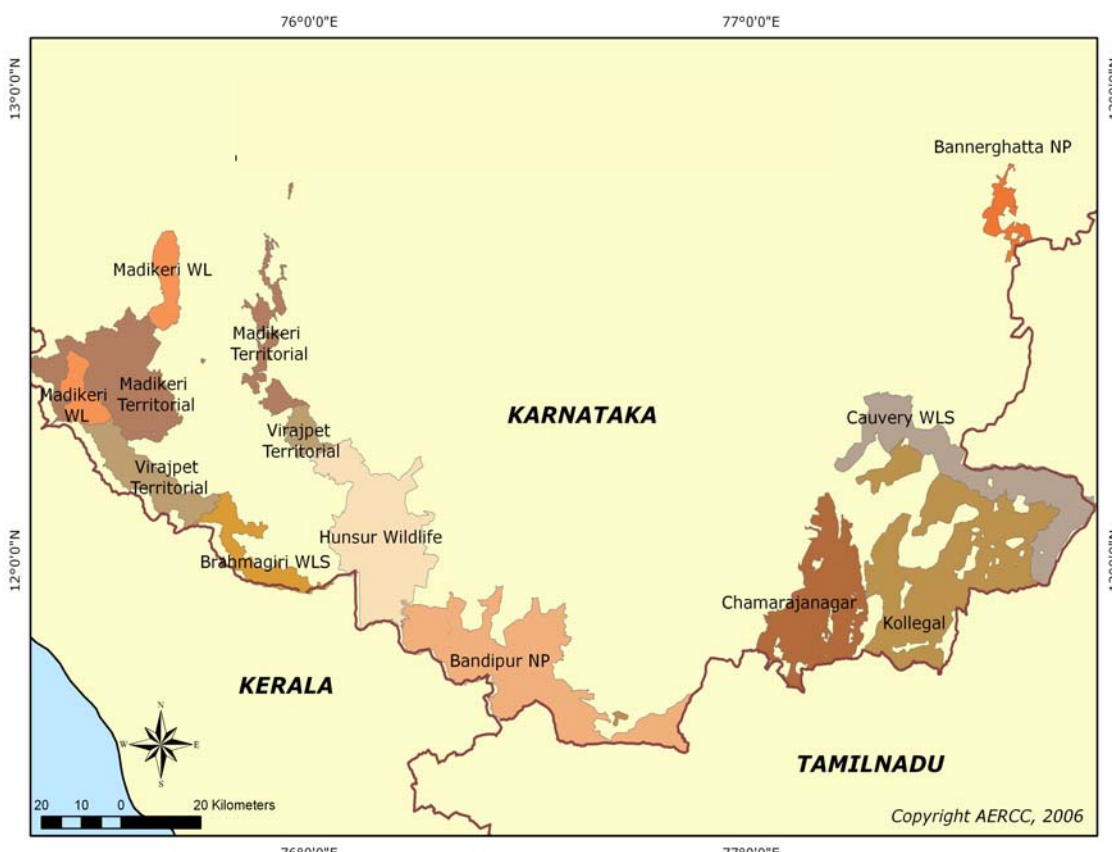 76°0'0"E
77°0'0"E
13°0'0"N
Bannerghatta NP
Madikeri WL
Madikeri
Territorial
Madikeri
WL
Madikeri
Territorial
KARNATAKA
Cauvery WLS
Virajpet
Territorial
Virajpet
Territorial
Hunsur Wildlife
12°0'0"N
Brahmagiri WLS
Chamarajanagar
Kollegal
Bandipur NP
KERALA
N
W
E
S
TAMILNADU
20 10 0 20 Kilometers
Copyright AERCC, 2006